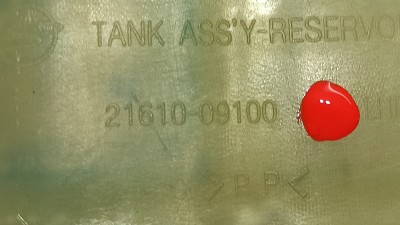 TANK ASS'Y-RESERVO
21610-09100
>PP<